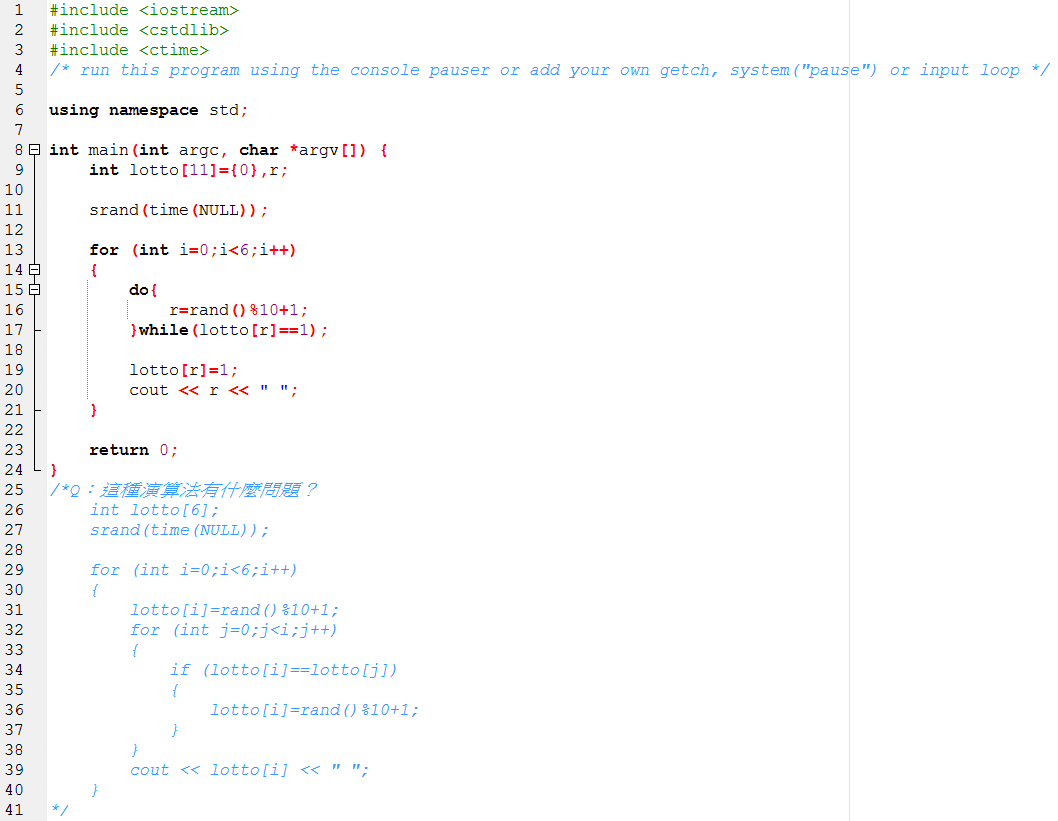 1 #include <iostream>
2 #include <cstdlib>
3 #include <ctime>
4 /* run this program using the console pauser or add your own getch, system("pause") or input loop */
5
6 using namespace std;
7
8 int main(int argc, char *argv[]) {
9     int lotto[11]={0},r;
10
11     srand(time(NULL));
12
13     for (int i=0;i<6;i++)
14     {
15         do{
16             r=rand()%10+1;
17         }while(lotto[r]==1);
18
19         lotto[r]=1;
20         cout << r << " ";
21     }
22
23     return 0;
24 }
25 /*Q：這種演算法有什麼問題？
26     int lotto[6];
27     srand(time(NULL));
28
29     for (int i=0;i<6;i++)
30     {
31         lotto[i]=rand()%10+1;
32         for (int j=0;j<i;j++)
33         {
34             if (lotto[i]==lotto[j])
35             {
36                 lotto[i]=rand()%10+1;
37             }
38         }
39         cout << lotto[i] << " ";
40     }
41 */